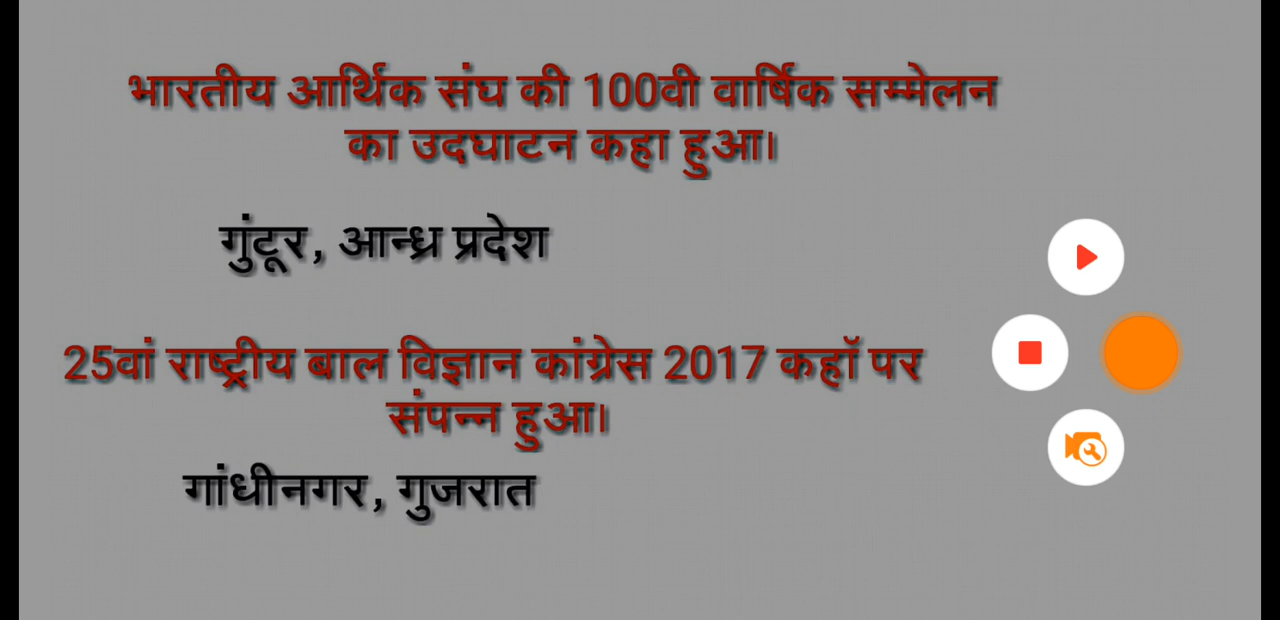 भारतीय आर्थिक संघ की 100वी वार्षिक सम्मेलन
का उदघाटन कहा हुआ।
गुंटूर, आन्ध्र प्रदेश
25वां राष्ट्रीय बाल विज्ञान कांग्रेस 2017 कहॉ पर
संपन्न हुआ।
गांधीनगर, गुजरात